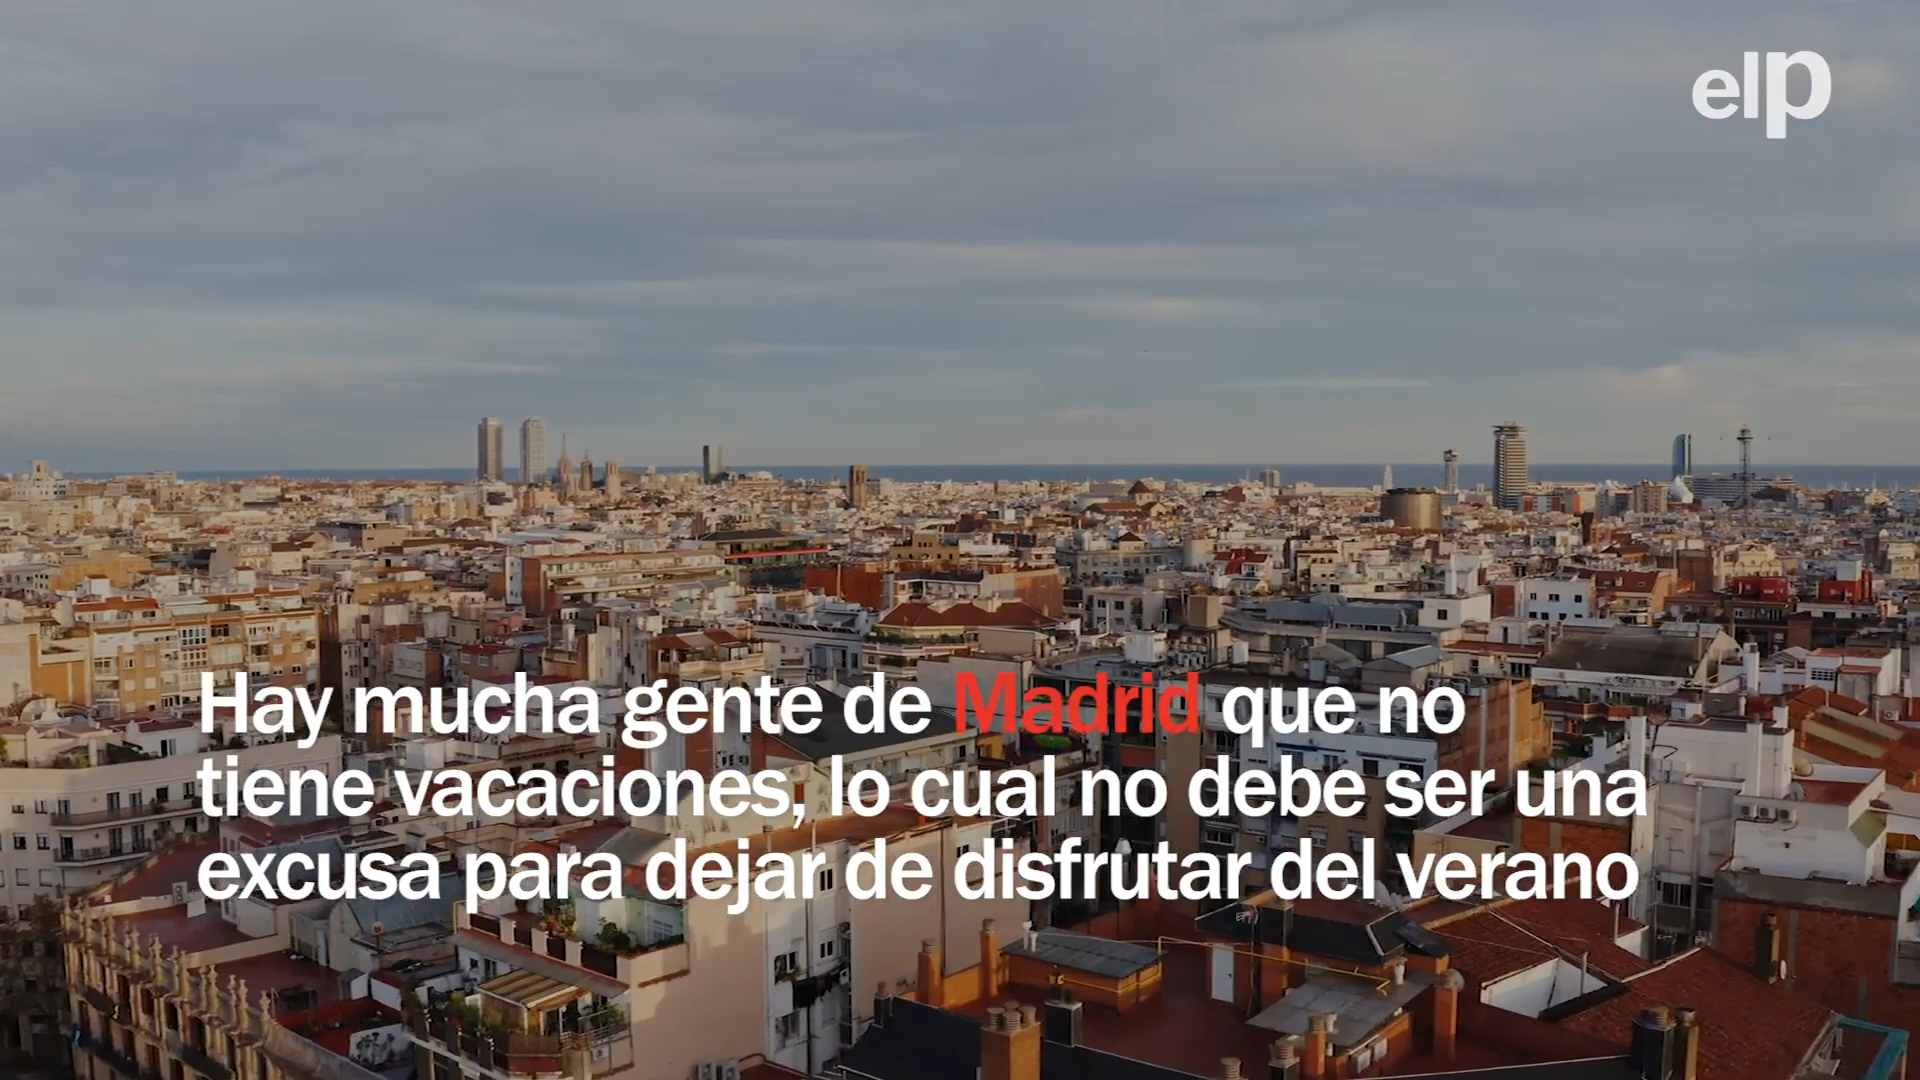 elp
Hay mucha gente de Madrid que no
tiene vacaciones, lo cual no debe ser una
excusa para dejar de disfrutar del verano